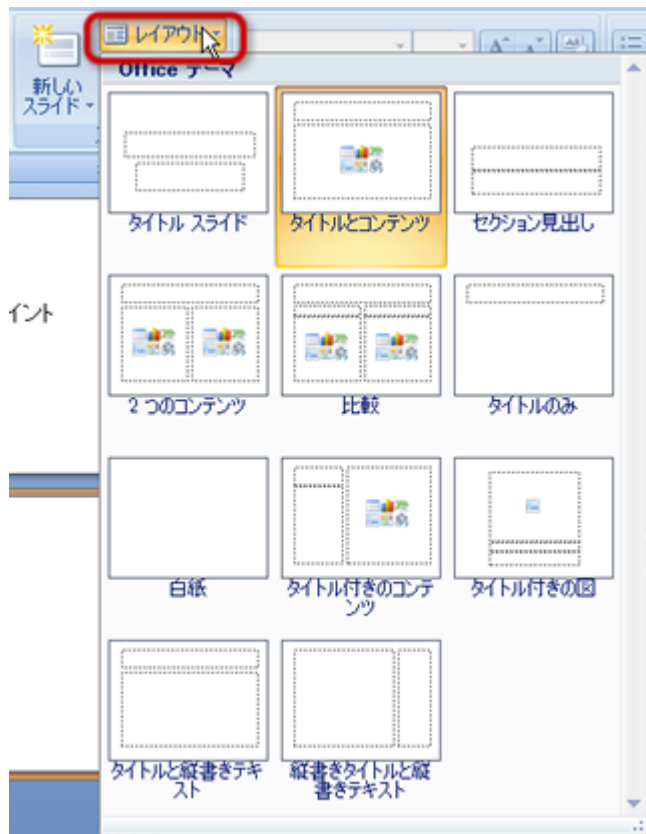 レイアウト
新しい
スライド
Office テーマ
タイトル スライド
タイトルとコンテンツ
セクション見出し
イント
2 つのコンテンツ
比較
タイトルのみ
白紙
タイトル付きのコンテ
ンツ
タイトル付きの図
タイトルと縦書きテキ
スト
縦書きタイトルと縦
書きテキスト